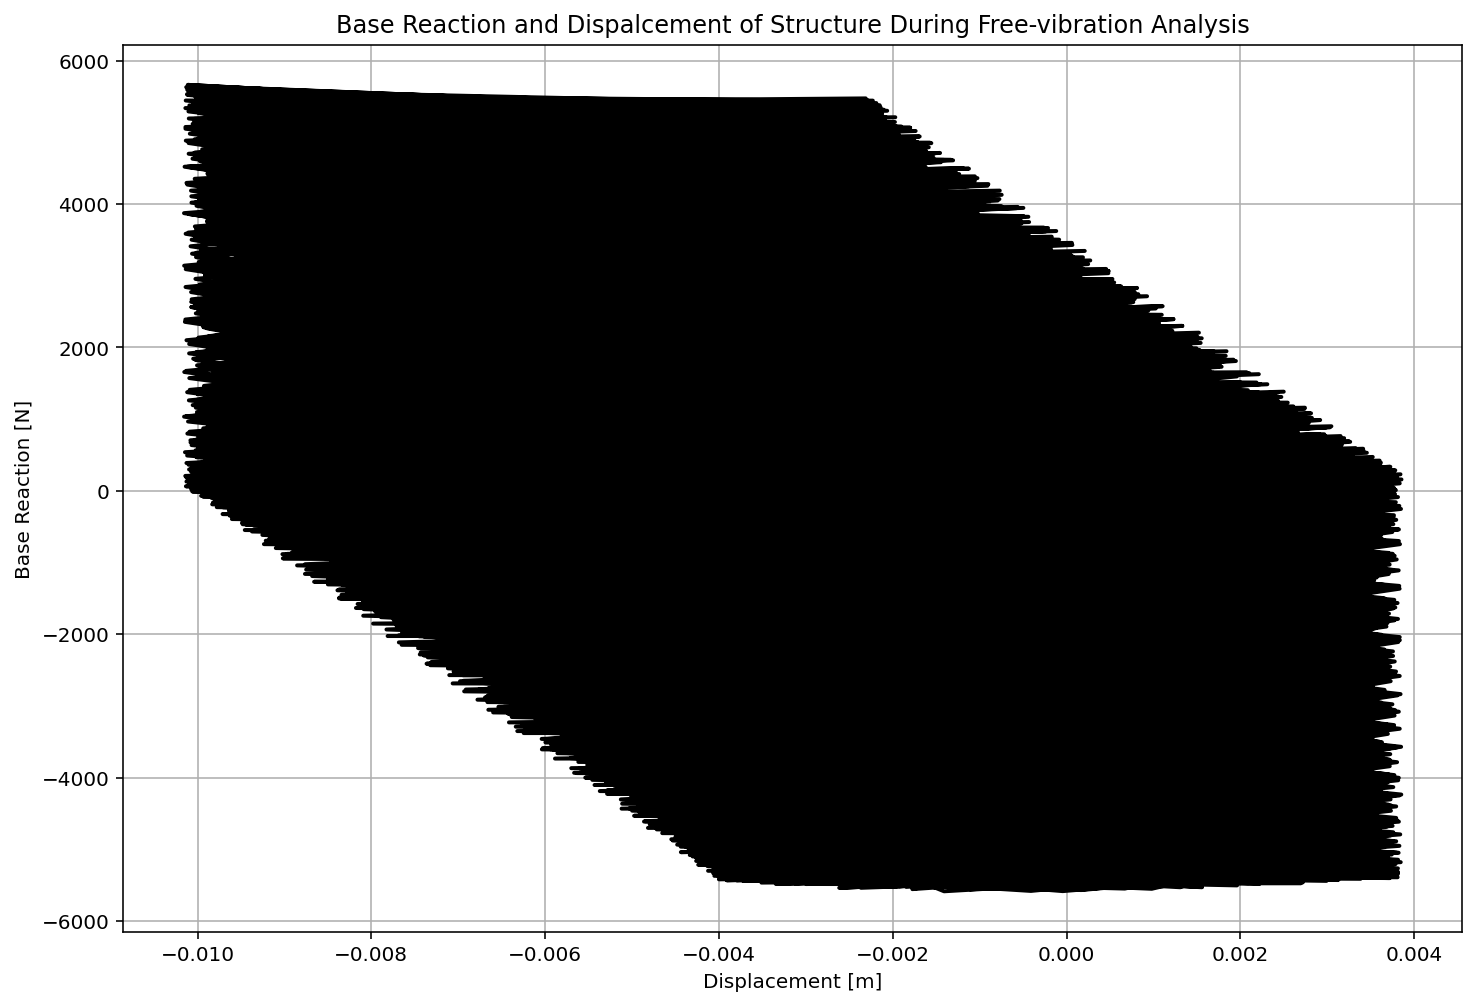 Base Reaction and Dispalcement of Structure During Free-vibration Analysis
6000
4000
2000
0
−2000
−4000
−6000
Base Reaction [N]
−0.010 −0.008 −0.006 −0.004 −0.002 0.000 0.002 0.004
Displacement [m]